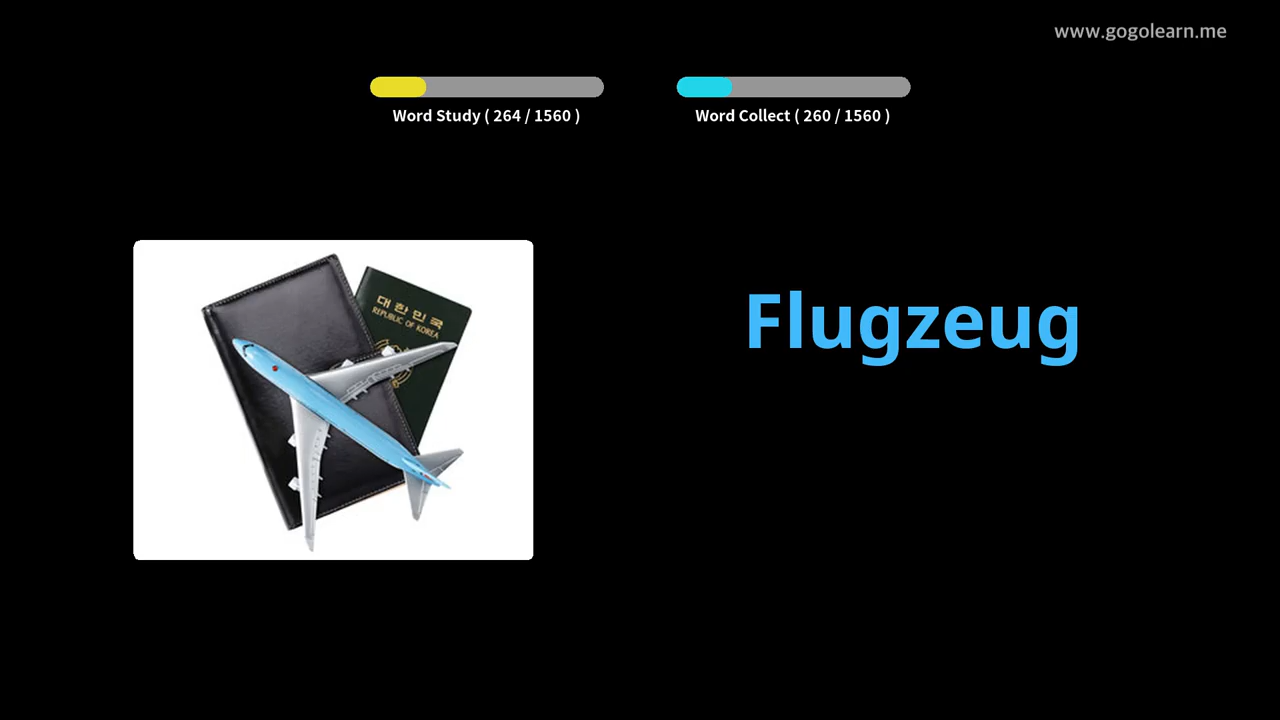 www.gogolearn.me
Word Study ( 264 / 1560 )
Word Collect ( 260 / 1560 )
대한민국
REPUBLIC OF KOREA
Flugzeug